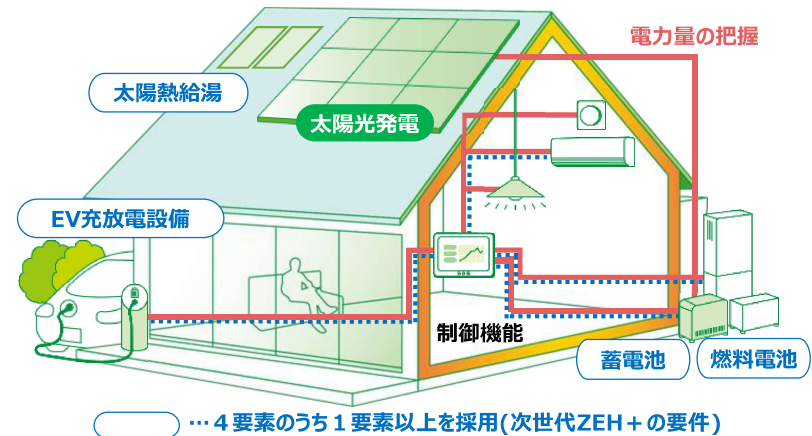 電力量の把握
太陽熱給湯
太陽光発電
EV充放電設備
制御機能
蓄電池
燃料電池
…４要素のうち１要素以上を採用(次世代ZEH＋の要件)